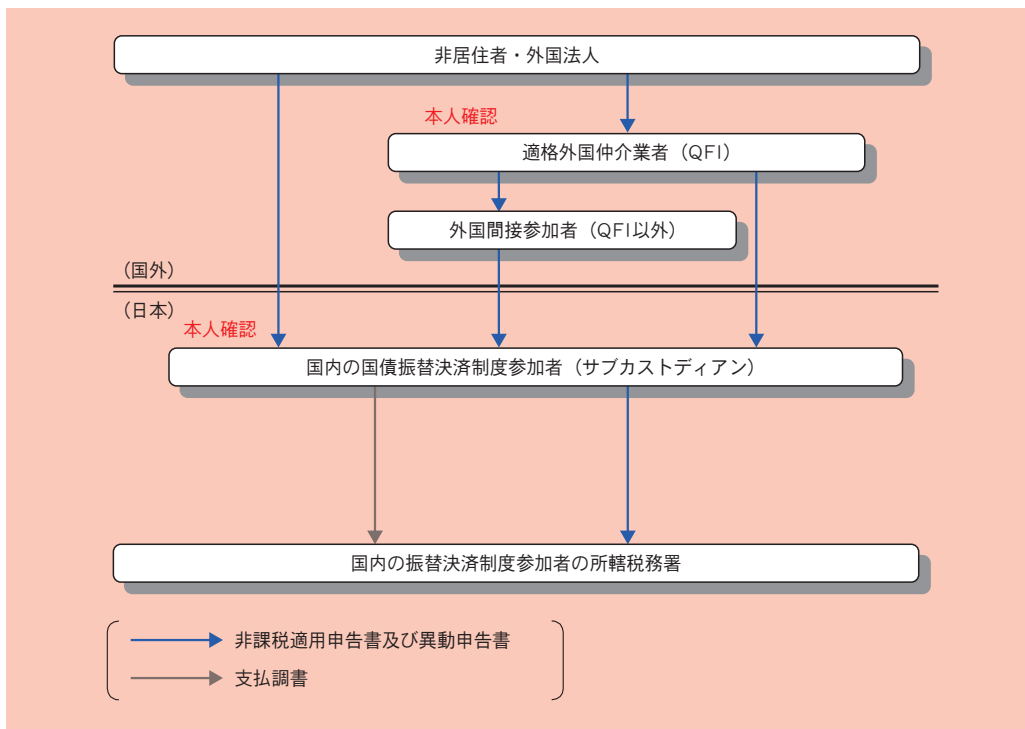 非居住者・外国法人
本人確認
適格外国仲介業者（QFI）
外国間接参加者（QFI以外）
（国外）
（日本）
本人確認
国内の国債振替決済制度参加者（サブカストディアン）
国内の振替決済制度参加者の所轄税務署
非課税適用申告書及び異動申告書
支払調書